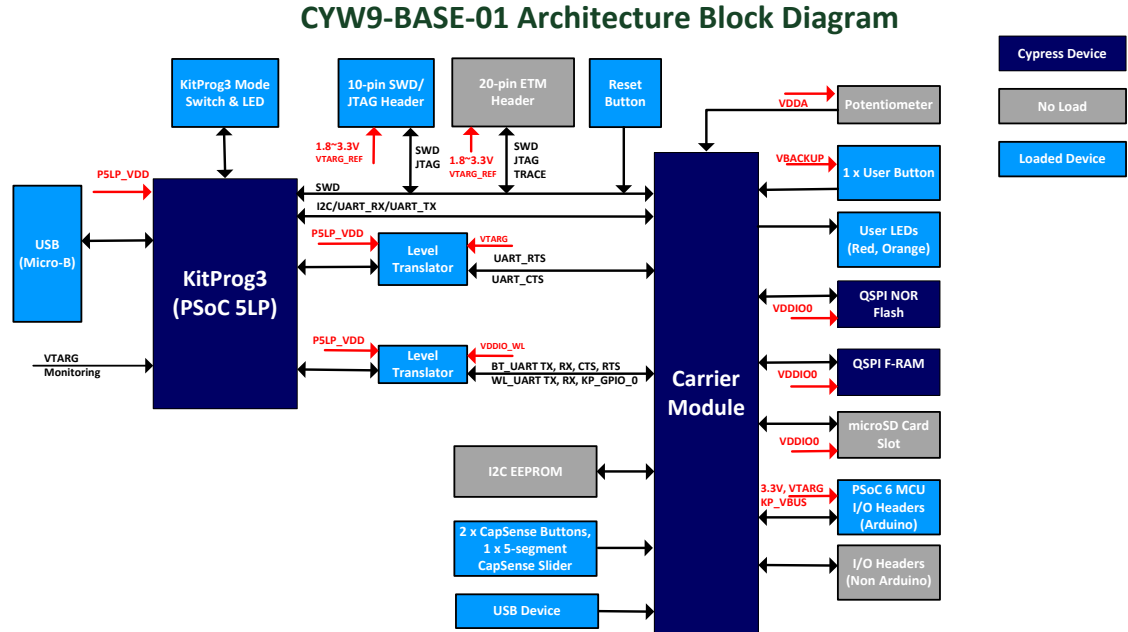 CYW9-BASE-01 Architecture Block Diagram
Cypress Device
No Load
Loaded Device
KitProg3 Mode
Switch & LED
10-pin SWD/
JTAG Header
20-pin ETM
Header
Reset
Button
VDDA
Potentiometer
1.8~3.3V
VTARG_REF
SWD
JTAG
1.8~3.3V
VTARG_REF
SWD
JTAG
TRACE
VBACKUP
1 x User Button
P5LP_VDD
SWD
I2C/UART_RX/UART_TX
USB
(Micro-B)
KitProg3
(PSoC 5LP)
P5LP_VDD
Level
Translator
VTARG
UART_RTS
UART_CTS
User LEDs
(Red, Orange)
QSPI NOR
Flash
VDDIO0
VTARG
Monitoring
P5LP_VDD
Level
Translator
VDDIO_WL
BT_UART TX, RX, CTS, RTS
WL_UART TX, RX, KP_GPIO_0
Carrier
Module
QSPI F-RAM
VDDIO0
microSD Card
Slot
VDDIO0
I2C EEPROM
3.3V, VTARG
KP_VBUS
PSoC 6 MCU
I/O Headers
(Arduino)
2 x CapSense Buttons,
1 x 5-segment
CapSense Slider
I/O Headers
(Non Arduino)
USB Device